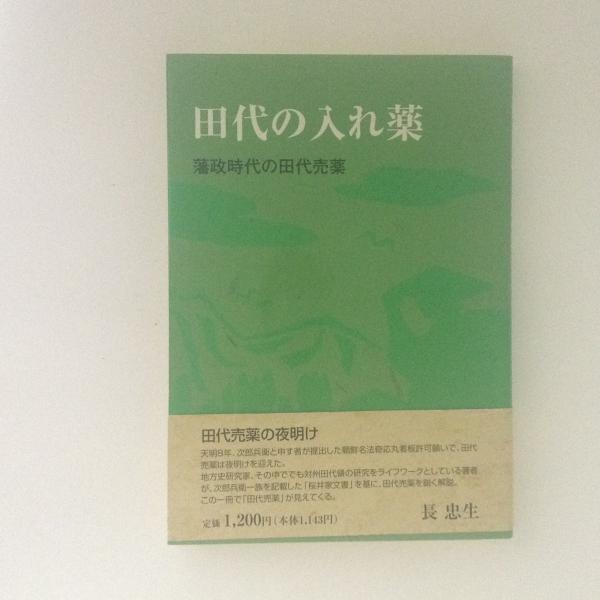 田代の入れ薬
藩政時代の田代売薬
田代売薬の夜明け
天明8年、次郎兵衛と申す者が提出した朝鮮名法奇応丸看板許可願いで、田代
売薬は夜明けを迎えた。
地方史研究家、その中ででも対州田代領の研究をライフワークとしている著者
が、次郎兵衛一族を記載した「桜井家文書」を基に、田代売薬を鋭く解説。
この一冊で「田代売薬」が見えてくる。
定価 1,200円（本体1,143円）
長 忠生